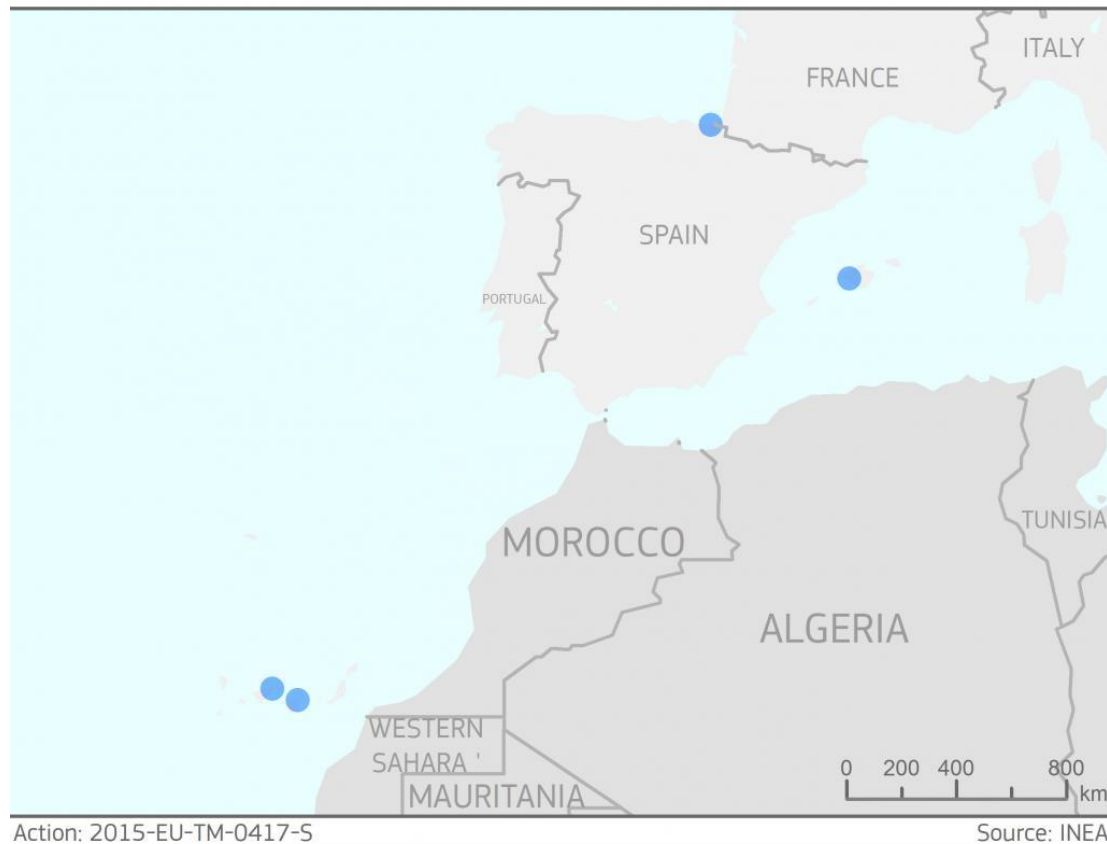 ITALY
FRANCE
SPAIN
PORTUGAL
MOROCCO
TUNISIA
ALGERIA
WESTERN
SAHARA '
MAURITANIA
0 200 400 800
km
Action: 2015-EU-TM-0417-S
Source: INEA